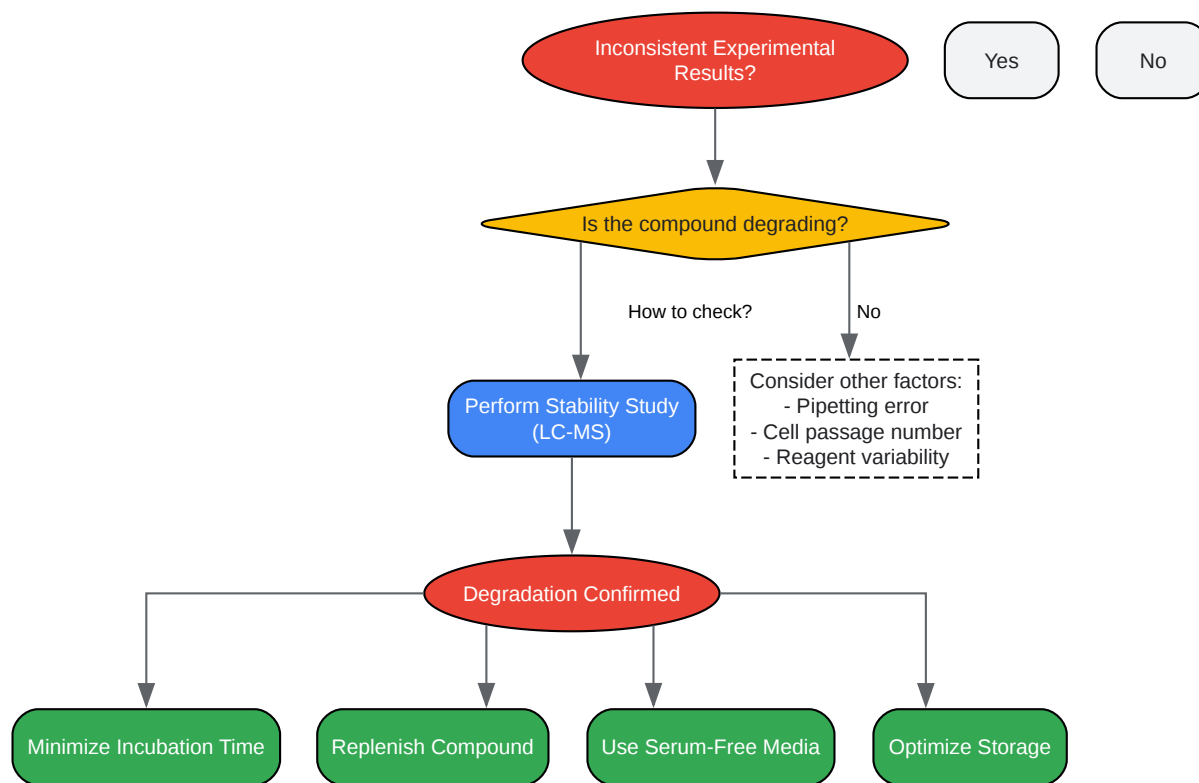 Inconsistent Experimental
Results?
Yes
No
Is the compound degrading?
How to check?
No
Consider other factors:
- Pipetting error
- Cell passage number
- Reagent variability
Perform Stability Study
(LC-MS)
Degradation Confirmed
Minimize Incubation Time
Replenish Compound
Use Serum-Free Media
Optimize Storage